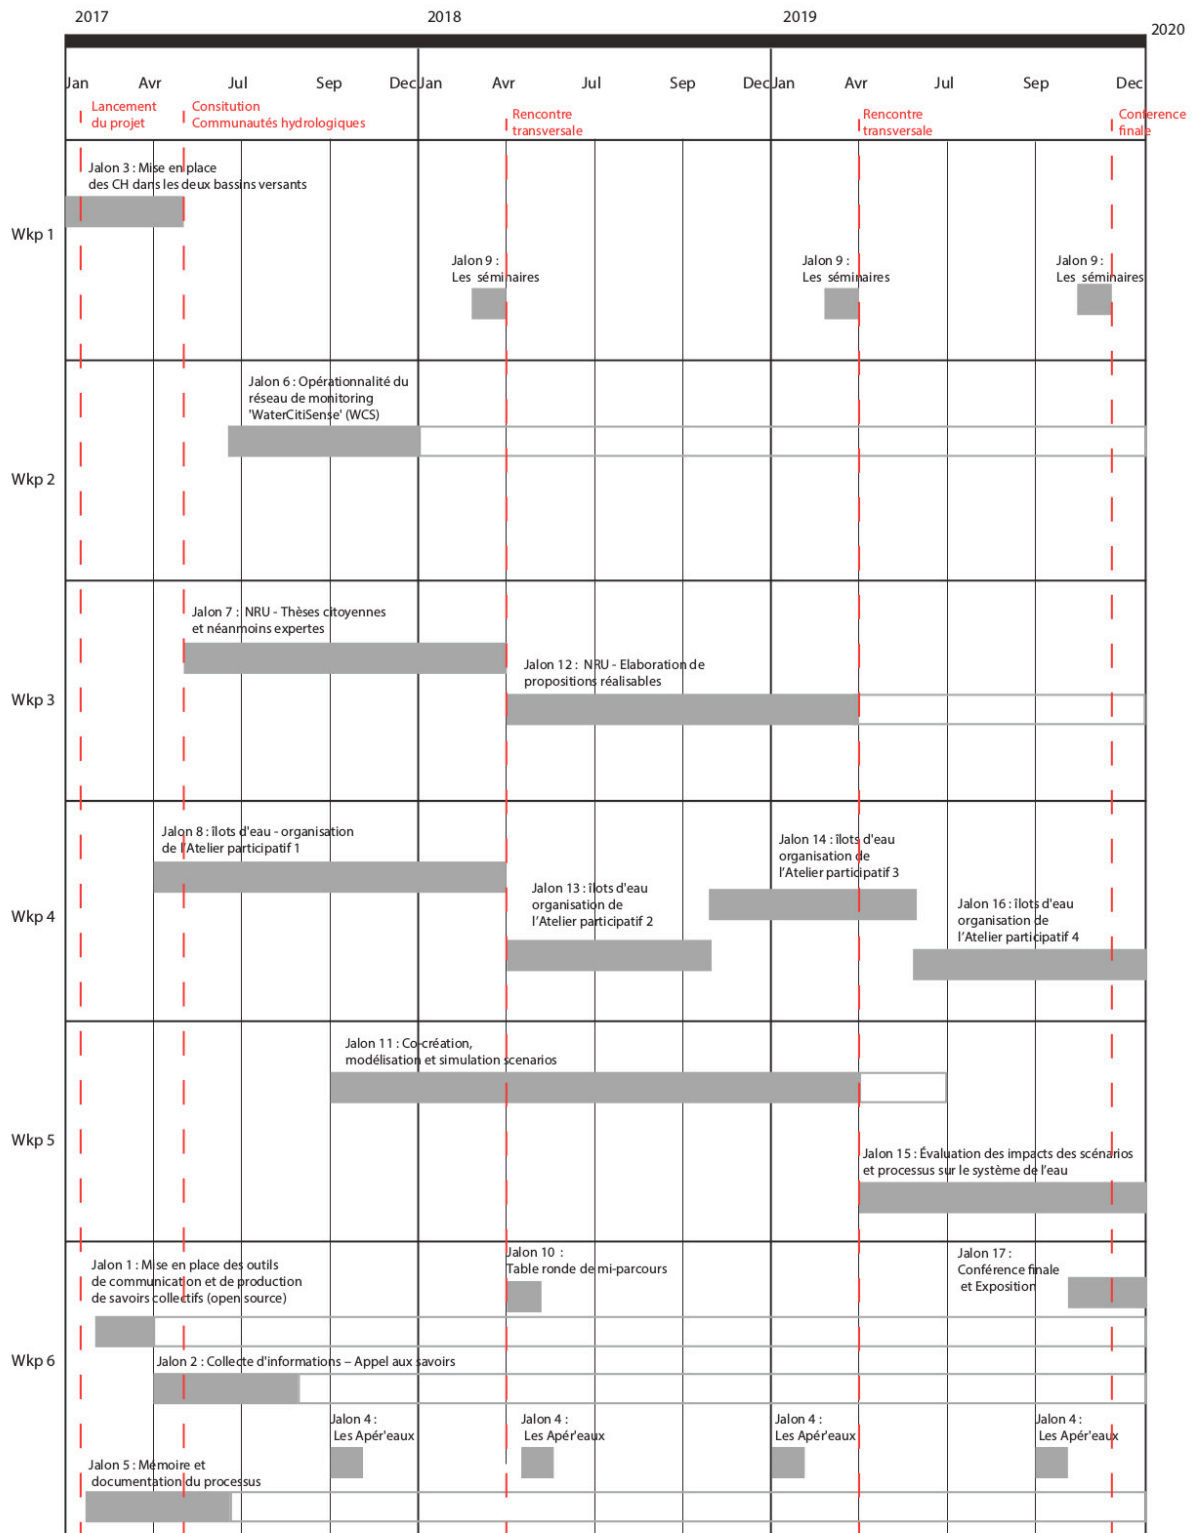 2017
2018
2019
2020
Jan
Avr
Jul
Sep
Dec
Jan
Avr
Jul
Sep
Dec
Jan
Avr
Jul
Sep
Dec
Lancement
du projet
Consitution
Communautés hydrologiques
Rencontre
transversale
Rencontre
transversale
Conference
finale
Wkp 1
Jalon 3 : Mise en place
des CH dans les deux bassins versants
Jalon 9 :
Les séminaires
Jalon 9 :
Les séminaires
Jalon 9 :
Les séminaires
Wkp 2
Jalon 6 : Opérationnalité du
réseau de monitoring
'WaterCitiSense' (WCS)
Wkp 3
Jalon 7 : NRU - Thèses citoyennes
et néanmoins expertes
Jalon 12 : NRU - Elaboration de
propositions réalisables
Wkp 4
Jalon 8 : îlots d'eau - organisation
de l'Atelier participatif 1
Jalon 13 : îlots d'eau
organisation de
l'Atelier participatif 2
Jalon 14 : îlots d'eau
organisation de
l'Atelier participatif 3
Jalon 16 : îlots d'eau
organisation de
l'Atelier participatif 4
Wkp 5
Jalon 11 : Co-création,
modélisation et simulation scenarios
Jalon 15 : Évaluation des impacts des scénarios
et processus sur le système de l'eau
Wkp 6
Jalon 1 : Mise en place des outils
de communication et de production
de savoirs collectifs (open source)
Jalon 10 :
Table ronde de mi-parcours
Jalon 17 :
Conférence finale
et Exposition
Jalon 2 : Collecte d'informations – Appel aux savoirs
Jalon 4 :
Les Apér'eaux
Jalon 4 :
Les Apér'eaux
Jalon 4 :
Les Apér'eaux
Jalon 4 :
Les Apér'eaux
Jalon 5 : Mémoire et
documentation du processus